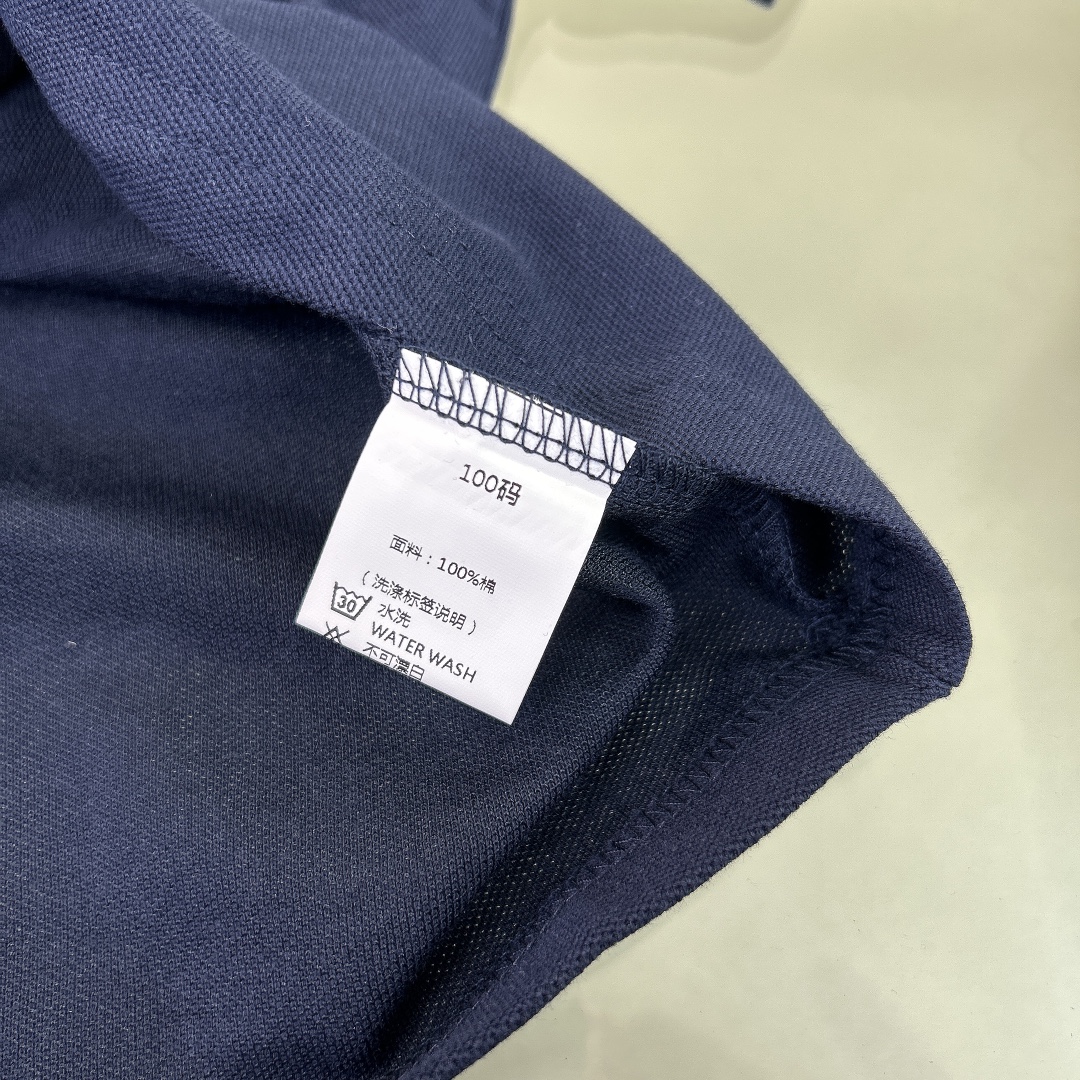 100码
面料：100%棉
（洗涤标签说明）
30 水洗
WATER WASH
不可漂白